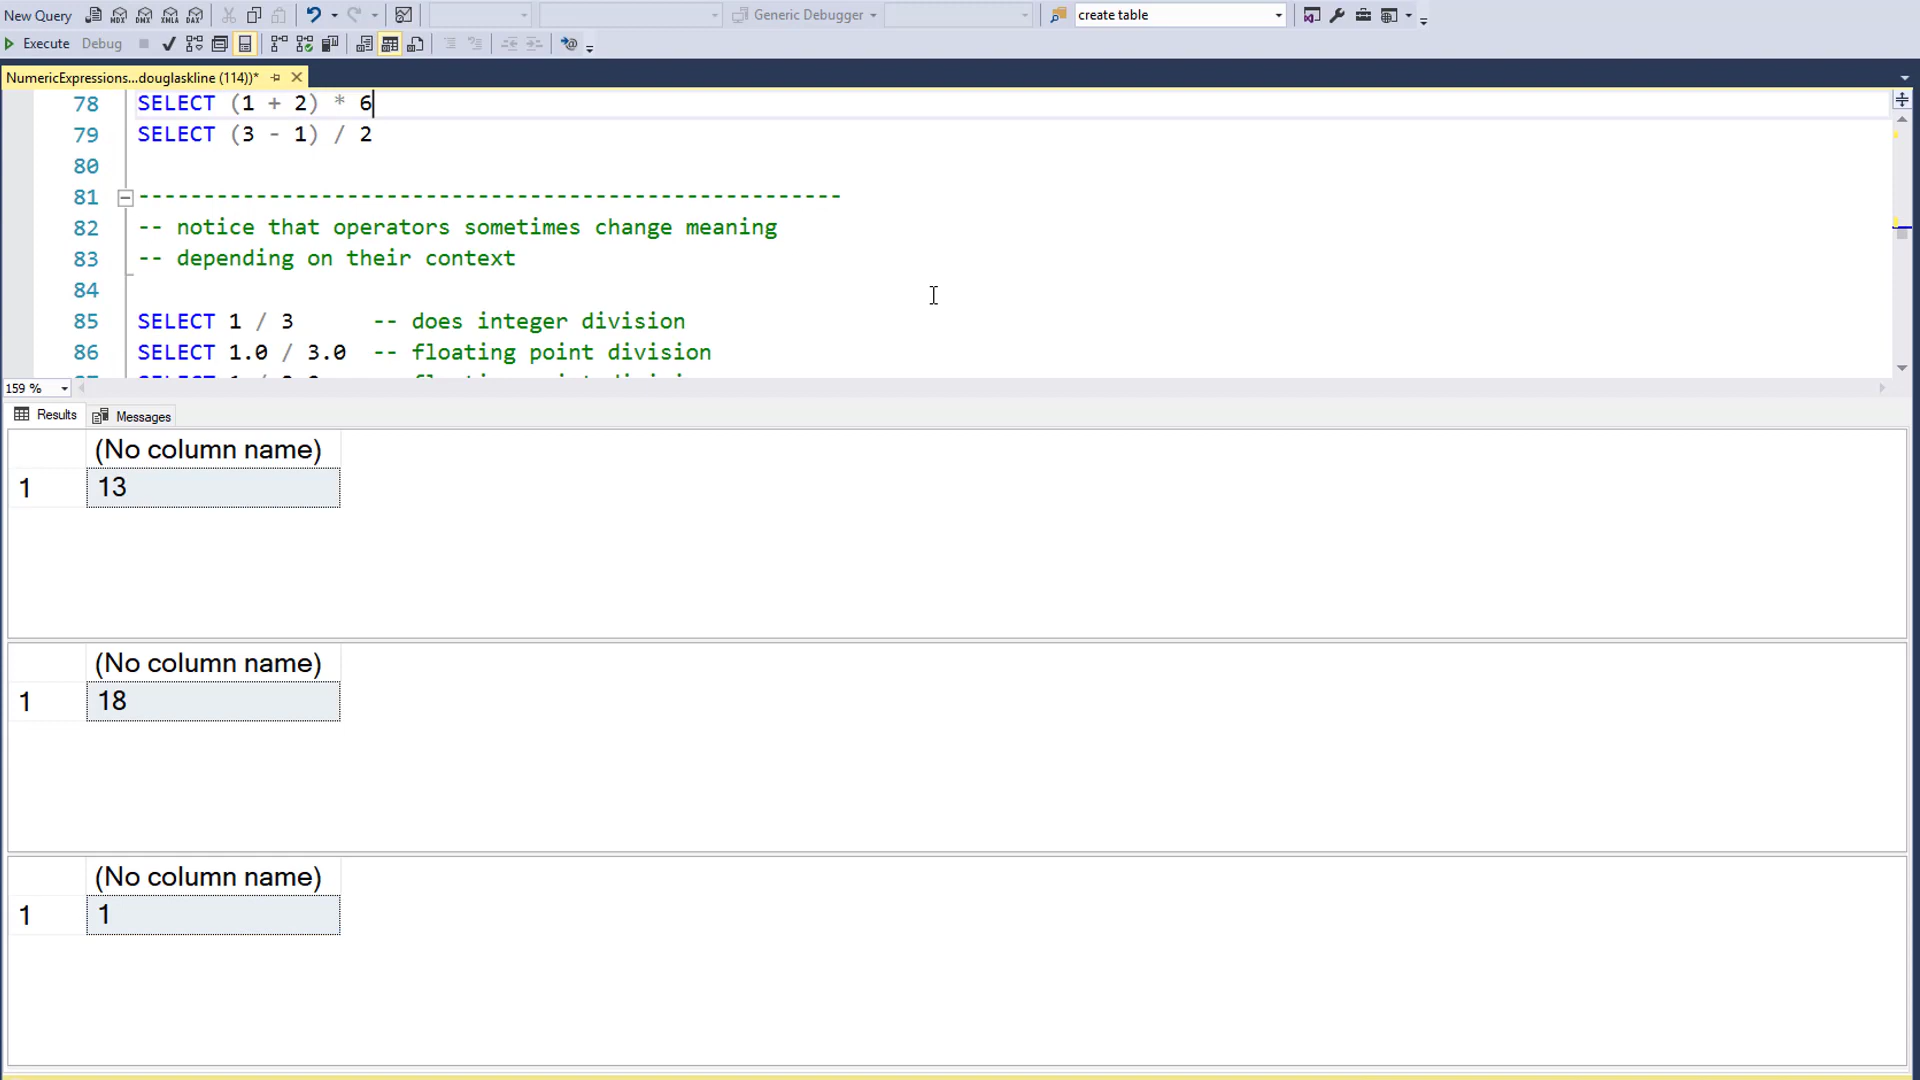 New Query
Generic Debugger
create table
Execute
Debug
NumericExpressions...douglaskline (114))*
78 SELECT (1 + 2) * 6
79 SELECT (3 - 1) / 2
80
81 ------------------------------------------------------
82 -- notice that operators sometimes change meaning
83 -- depending on their context
84
85 SELECT 1 / 3 -- does integer division
86 SELECT 1.0 / 3.0 -- floating point division
159 %
Results
Messages
(No column name)
1 13
(No column name)
1 18
(No column name)
1 1